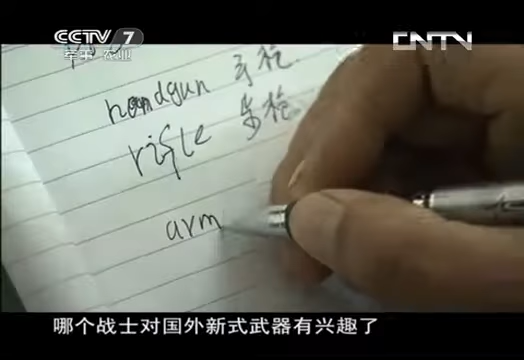 CCTV 7
军事·农业
CNTV
handgun 手枪
rifle 步枪
arm
哪个战士对国外新式武器有兴趣了